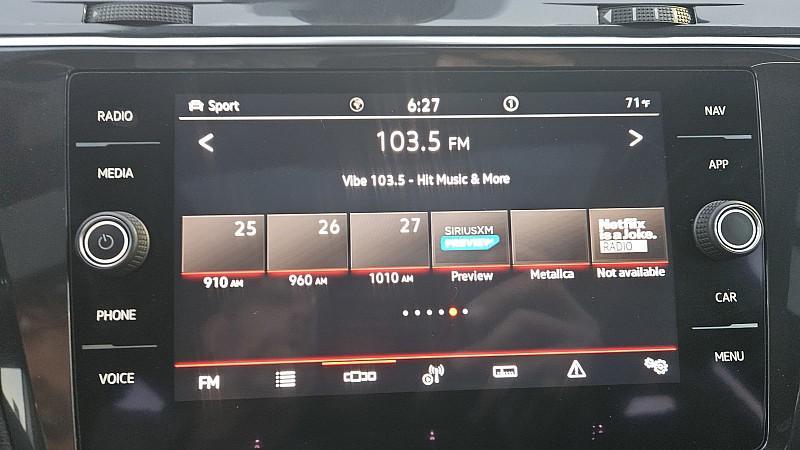 RADIO
MEDIA
PHONE
VOICE
Sport
6:27
1
71°F
< 103.5 FM >
Vibe 103.5 - Hit Music & More
25
910 AM
26
960 AM
27
1010 AM
SIRIUSXM
PREVIEW
Preview
Metallica
Netflix
Is a Joke.
RADIO
Not available
FM
NAV
APP
CAR
MENU